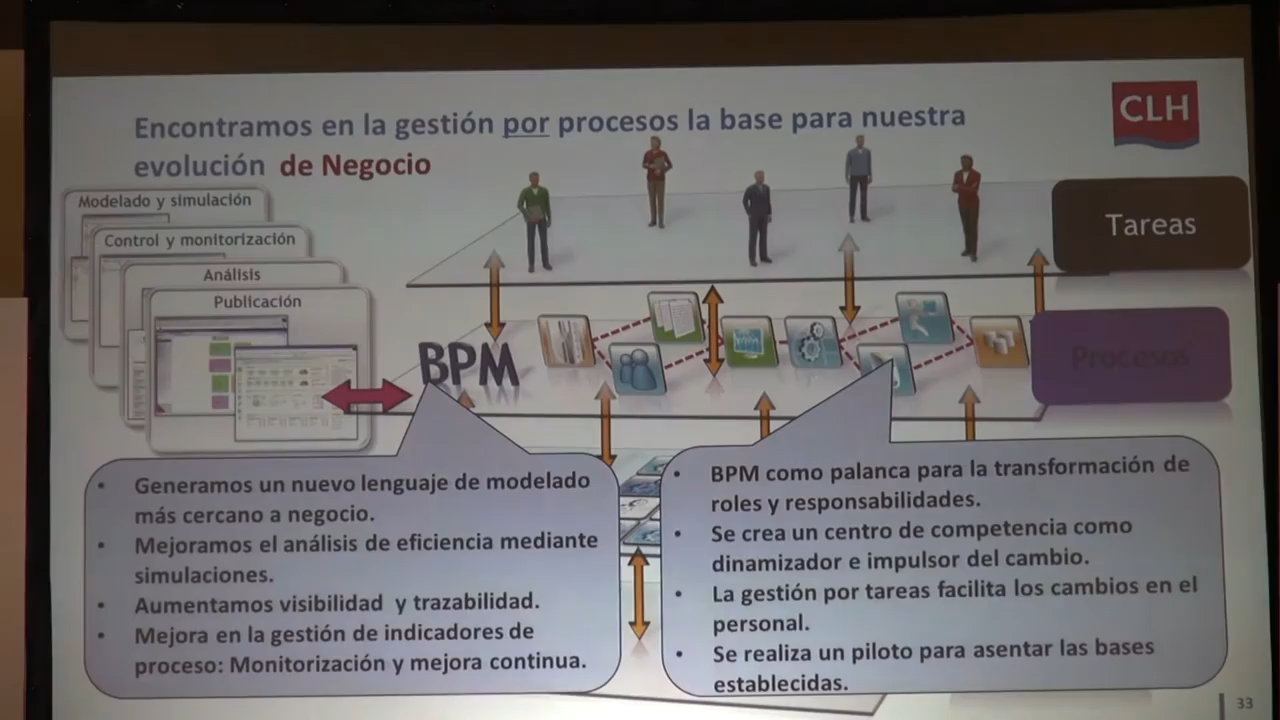 Encontramos en la gestión por procesos la base para nuestra
evolución de Negocio
CLH
Modelado y simulación
Control y monitorización
Análisis
Publicación
Tareas
BPM
Procesos
• Generamos un nuevo lenguaje de modelado
más cercano a negocio.
• Mejoramos el análisis de eficiencia mediante
simulaciones.
• Aumentamos visibilidad y trazabilidad.
• Mejora en la gestión de indicadores de
proceso: Monitorización y mejora continua.
• BPM como palanca para la transformación de
roles y responsabilidades.
• Se crea un centro de competencia como
dinamizador e impulsor del cambio.
• La gestión por tareas facilita los cambios en el
personal.
• Se realiza un piloto para asentar las bases
establecidas.
33